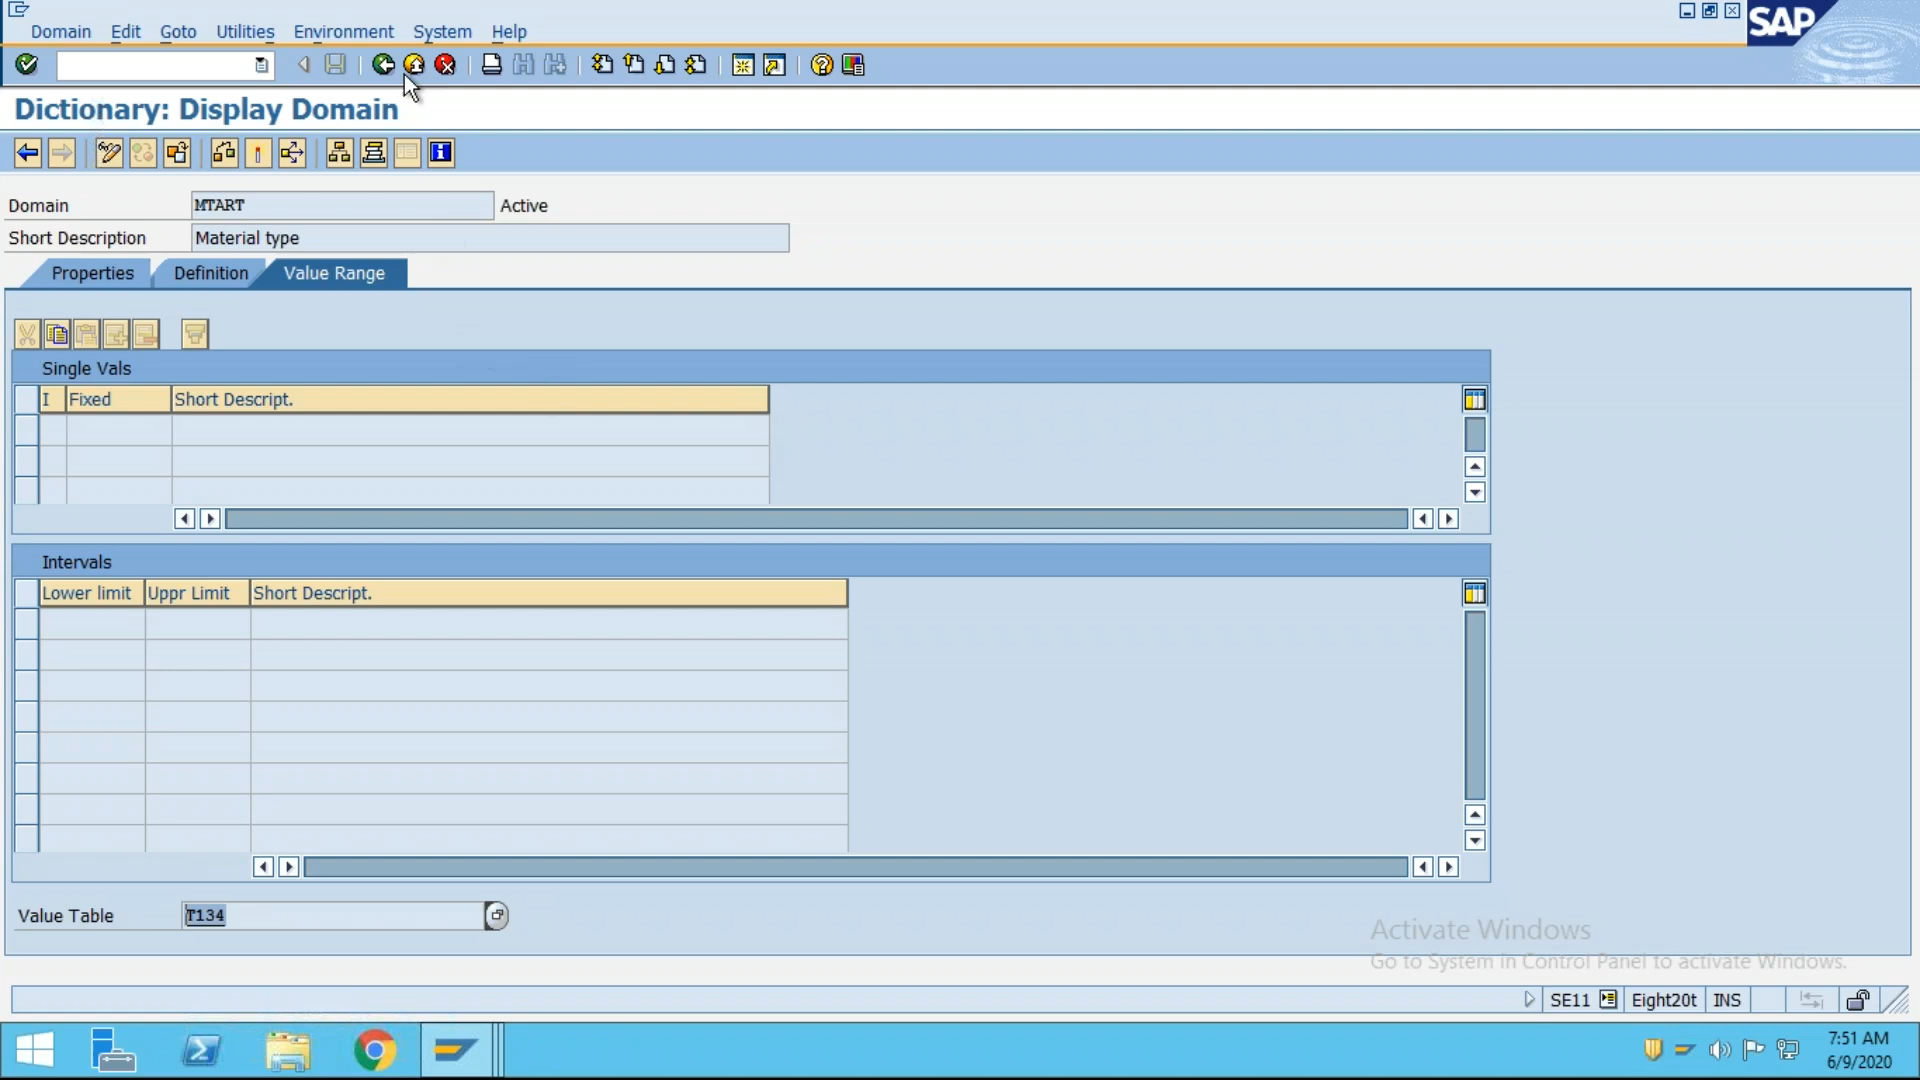 Domain Edit Goto Utilities Environment System Help
SAP
Dictionary: Display Domain
Domain MTART Active
Short Description Material type
Properties Definition Value Range
Single Vals
I Fixed Short Descript.
Intervals
Lower limit Uppr Limit Short Descript.
Value Table T134
Activate Windows
Go to System in Control Panel to activate Windows.
SE11 Eight20t INS
7:51 AM
6/9/2020